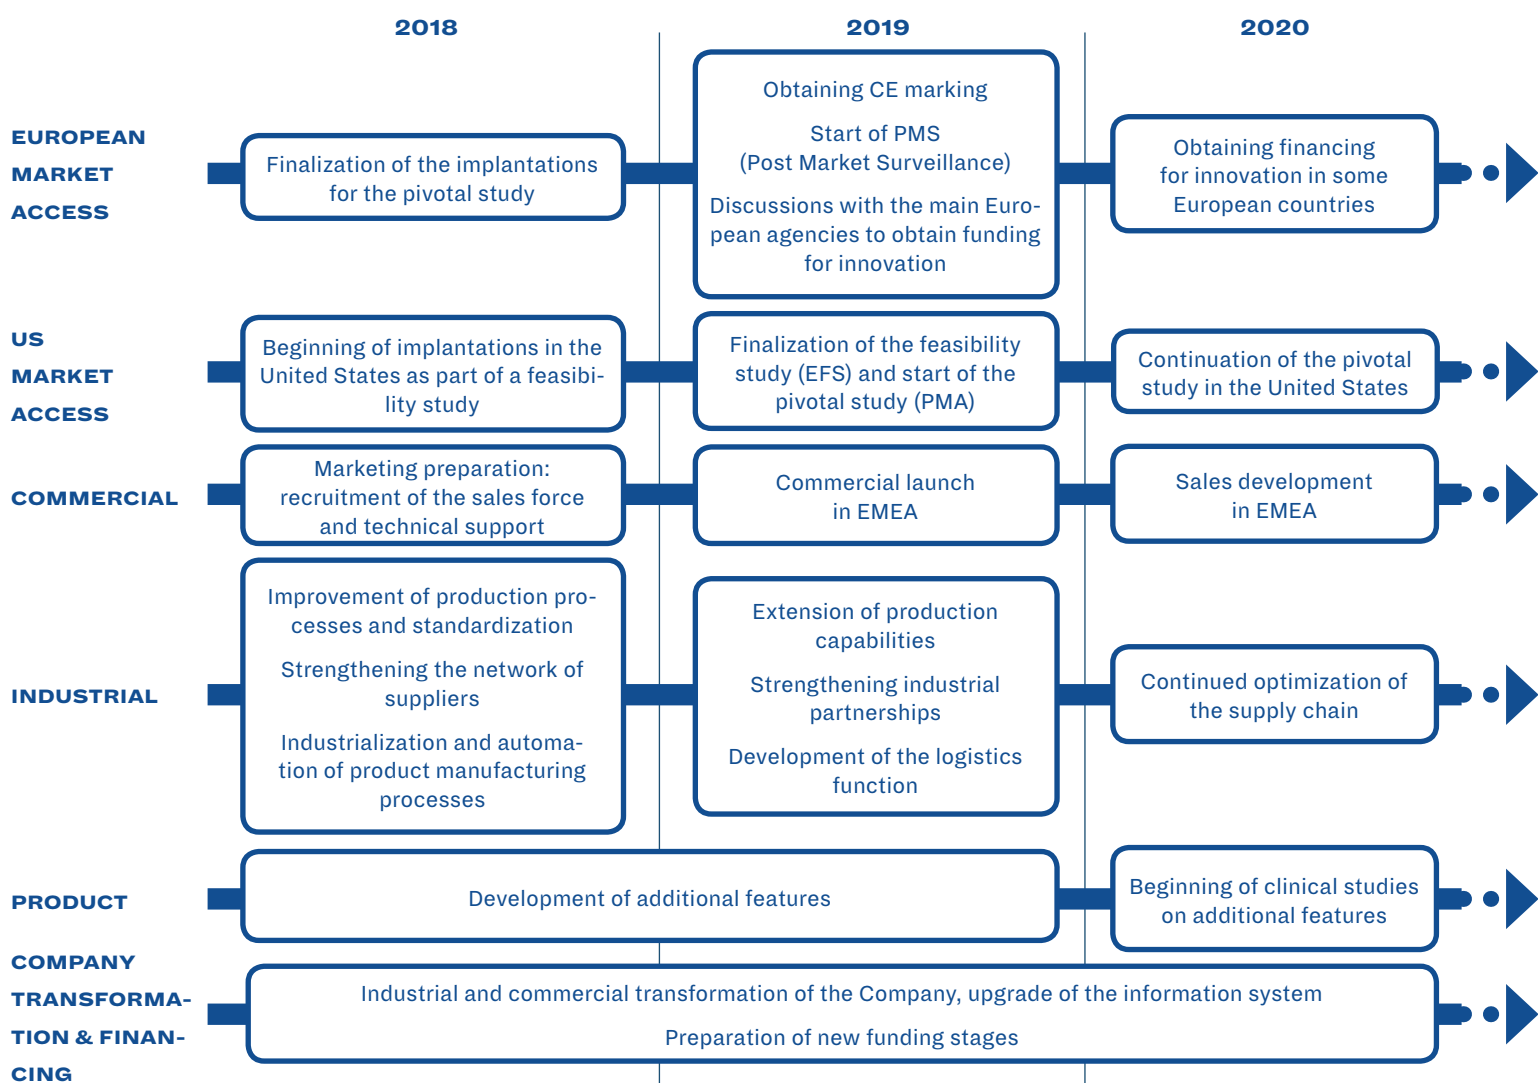 2018
2019
2020
EUROPEAN
MARKET
ACCESS
Finalization of the implantations
for the pivotal study
Obtaining CE marking
Start of PMS
(Post Market Surveillance)
Discussions with the main Euro-
pean agencies to obtain funding
for innovation
Obtaining financing
for innovation in some
European countries
US
MARKET
ACCESS
Beginning of implantations in the
United States as part of a feasibi-
lity study
Finalization of the feasibility
study (EFS) and start of the
pivotal study (PMA)
Continuation of the pivotal
study in the United States
COMMERCIAL
Marketing preparation:
recruitment of the sales force
and technical support
Commercial launch
in EMEA
Sales development
in EMEA
INDUSTRIAL
Improvement of production pro-
cesses and standardization
Strengthening the network of
suppliers
Industrialization and automa-
tion of product manufacturing
processes
Extension of production
capabilities
Strengthening industrial
partnerships
Development of the logistics
function
Continued optimization of
the supply chain
PRODUCT
Development of additional features
Beginning of clinical studies
on additional features
COMPANY
TRANSFORMA-
TION & FINAN-
CING
Industrial and commercial transformation of the Company, upgrade of the information system
Preparation of new funding stages